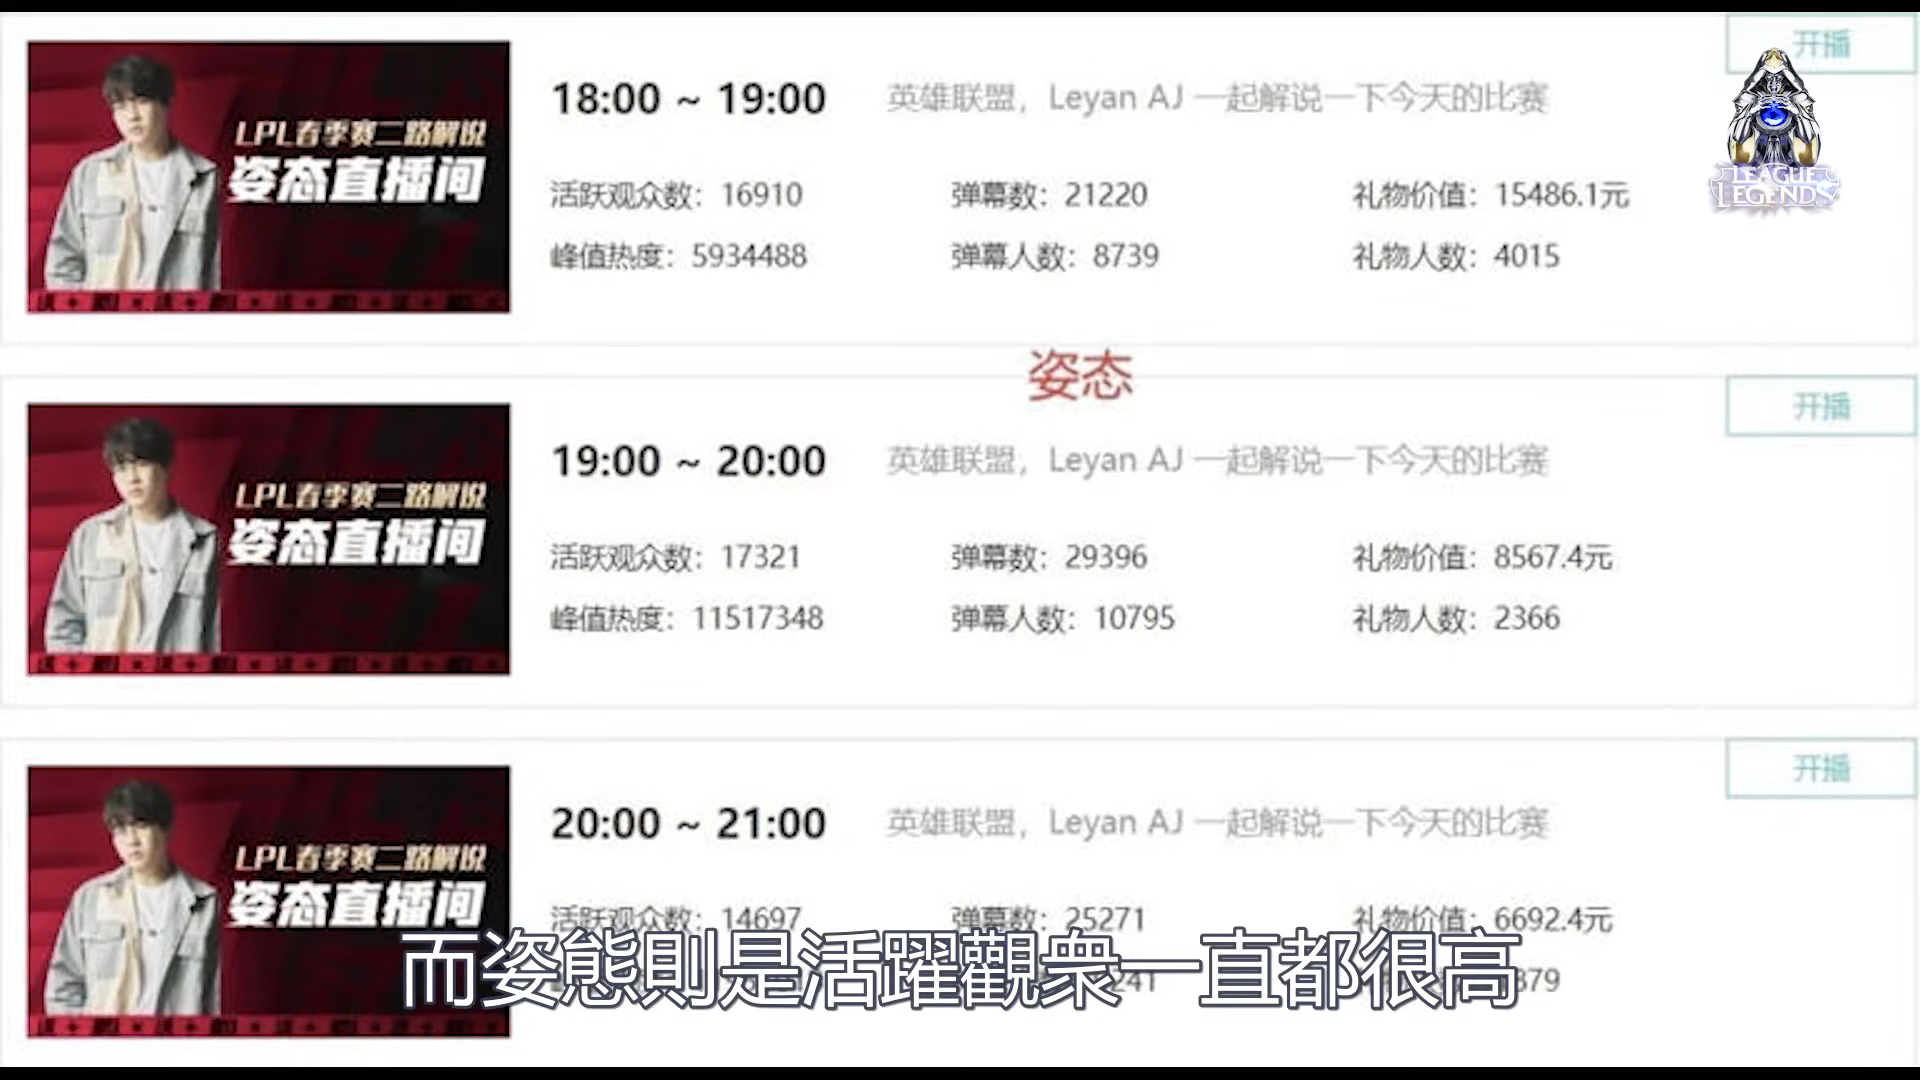 开播
LPL春季赛二路解说
姿态直播间
18:00 ~ 19:00
英雄联盟，Leyan AJ 一起解说一下今天的比赛
活跃观众数：16910
弹幕数：21220
礼物价值：15486.1元
峰值热度：5934488
弹幕人数：8739
礼物人数：4015
LEAGUE
LEGENDS
姿态
开播
LPL春季赛二路解说
姿态直播间
19:00 ~ 20:00
英雄联盟，Leyan AJ 一起解说一下今天的比赛
活跃观众数：17321
弹幕数：29396
礼物价值：8567.4元
峰值热度：11517348
弹幕人数：10795
礼物人数：2366
开播
LPL春季赛二路解说
姿态直播间
20:00 ~ 21:00
英雄联盟，Leyan AJ 一起解说一下今天的比赛
活跃观众数：14697
弹幕数：25271
礼物价值：6692.4元
而姿態則是活躍觀衆一直都很高